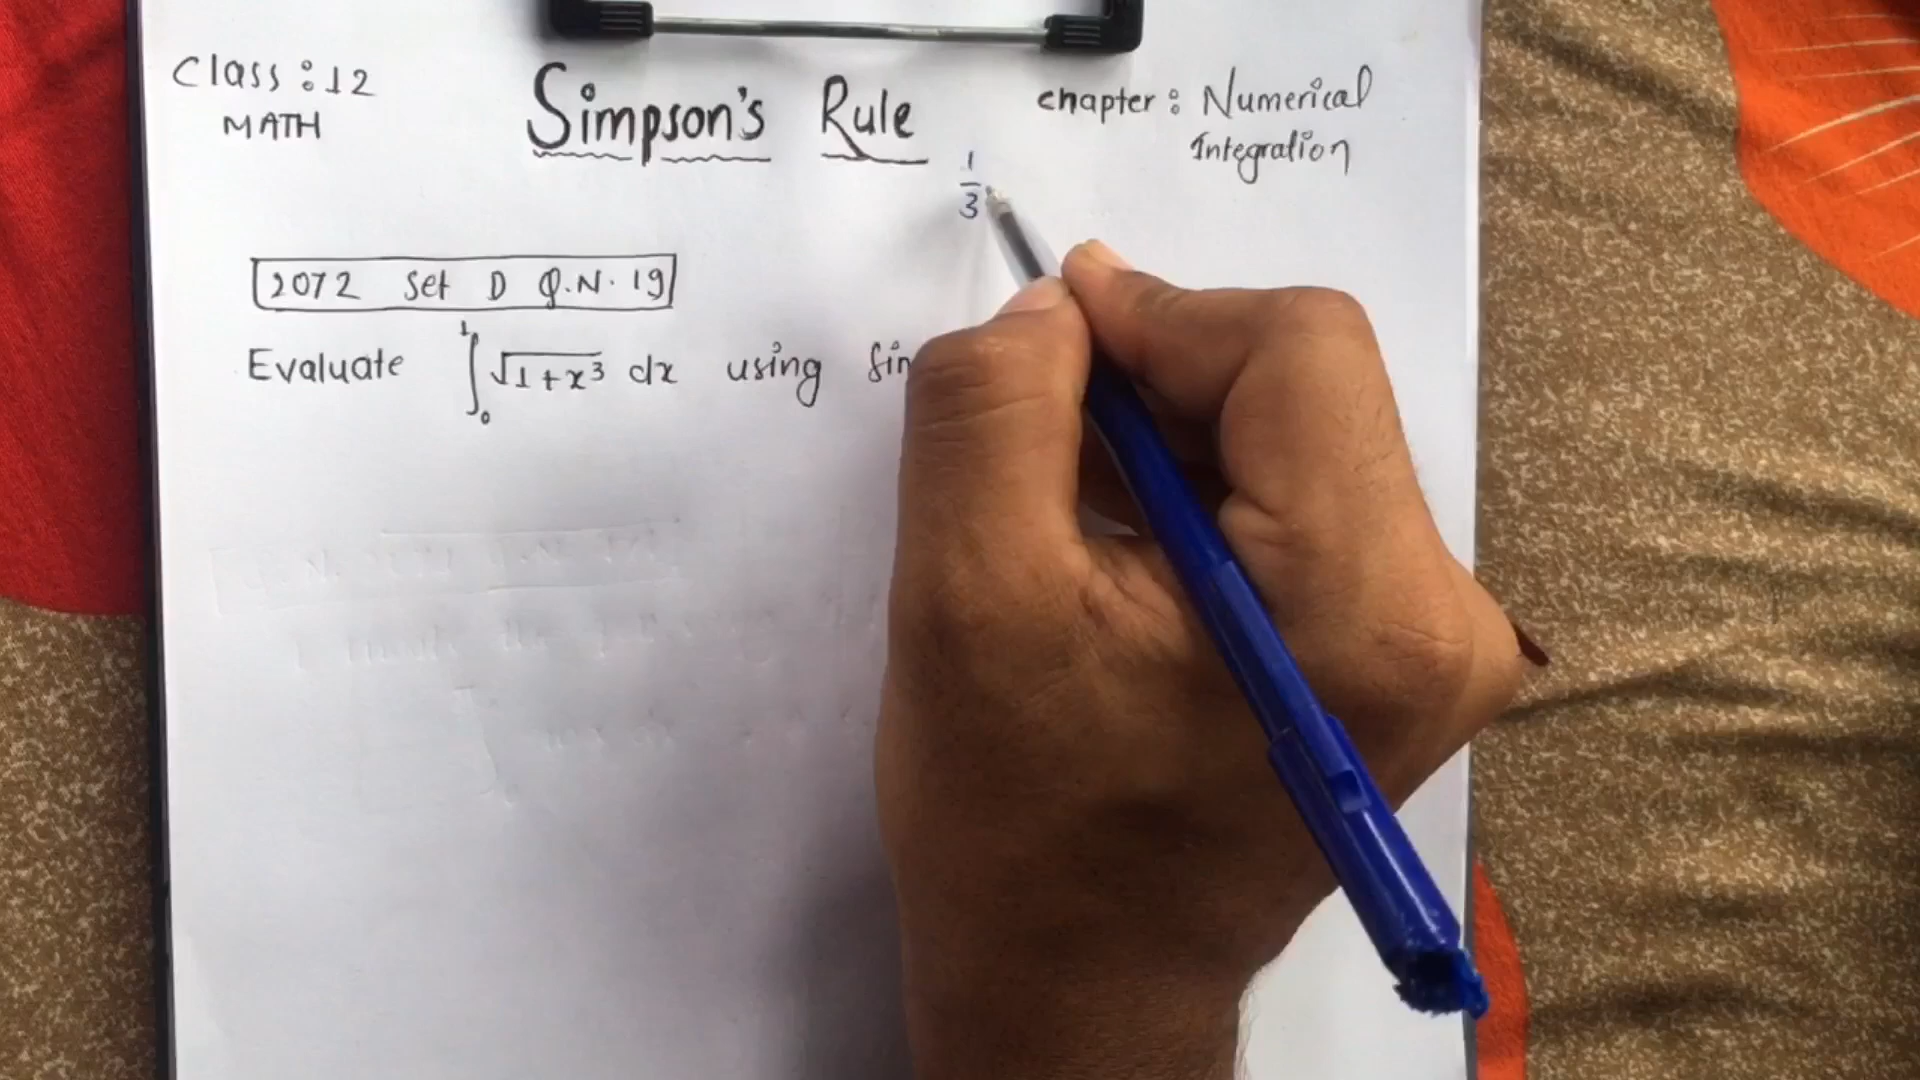 Class : 12
MATH
Simpson's Rule
1/3
chapter : Numerical
Integration
2072 Set D Q.N. 19
Evaluate ∫₀¹ √1+x³ dx using